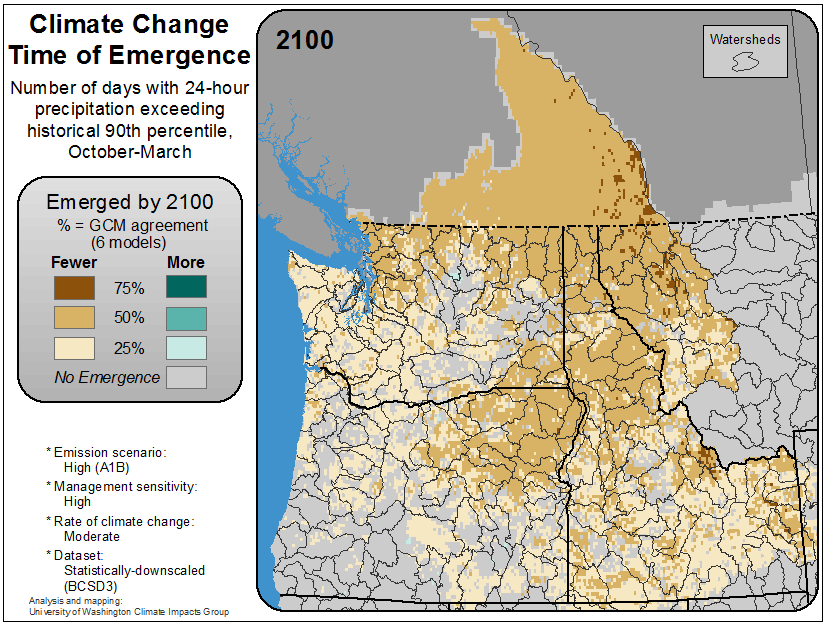 Climate Change
Time of Emergence
Number of days with 24-hour
precipitation exceeding
historical 90th percentile,
October-March
Emerged by 2100
% = GCM agreement
(6 models)
Fewer More
75%
50%
25%
No Emergence
* Emission scenario:
High (A1B)
* Management sensitivity:
High
* Rate of climate change:
Moderate
* Dataset:
Statistically-downscaled
(BCSD3)
Analysis and mapping:
University of Washington Climate Impacts Group
2100
Watersheds